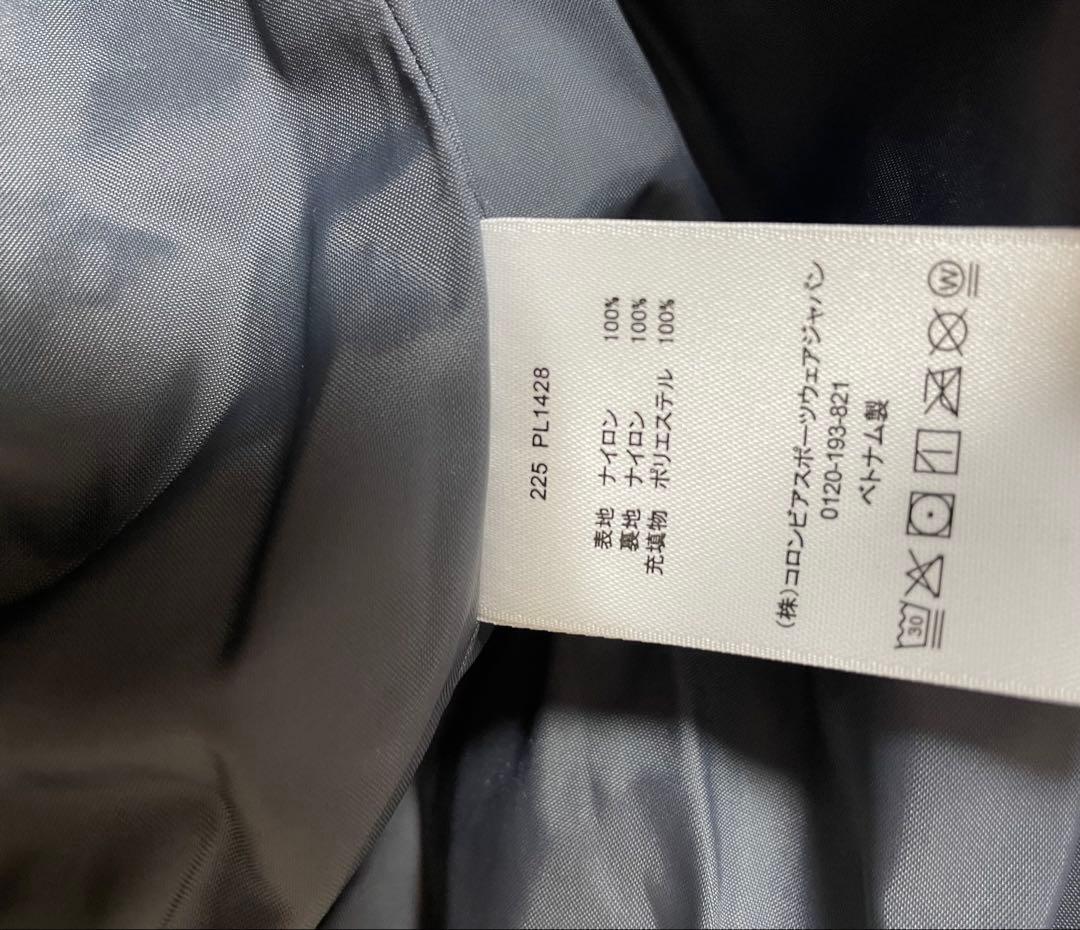 225 PL1428
表地 ナイロン 100%
裏地 ナイロン 100%
充填物 ポリエステル 100%
(株)コロンビアスポーツウェアジャパン
0120-193-821
ベトナム製
30 W